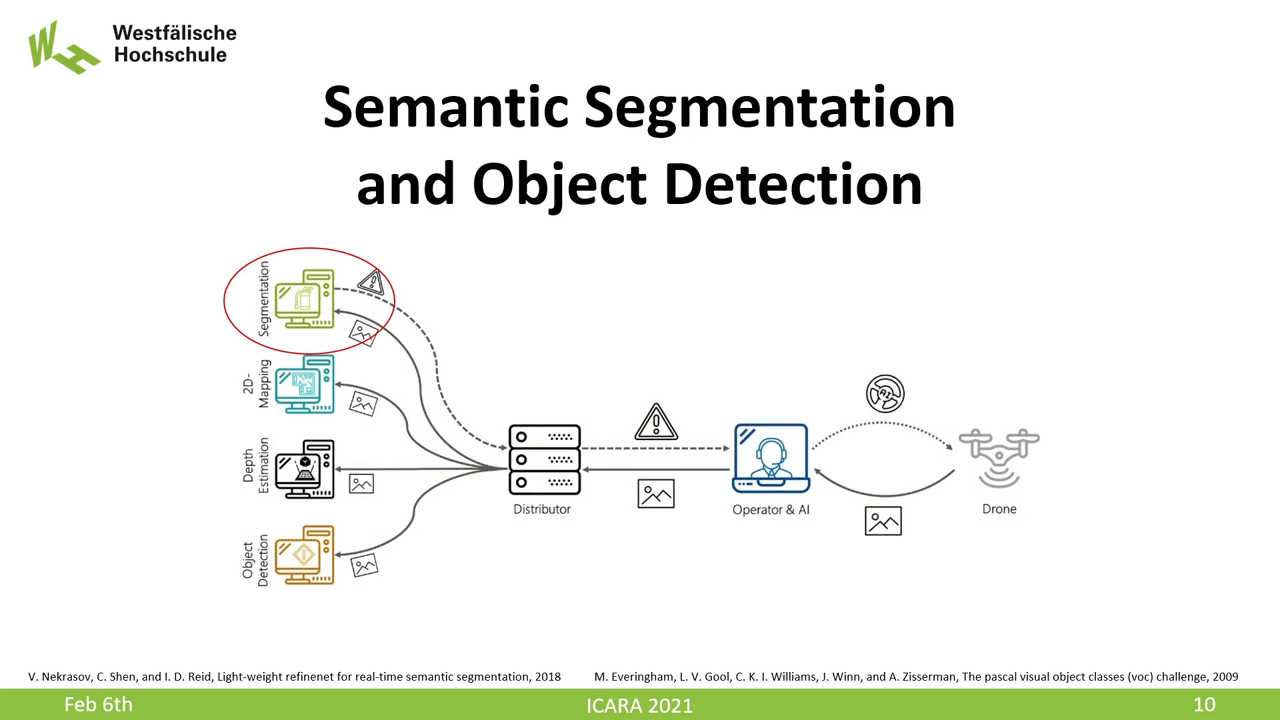 Westfälische
Hochschule
Semantic Segmentation
and Object Detection
Segmentation
2D-
Mapping
Depth
Estimation
Object
Detection
Distributor
Operator & AI
Drone
V. Nekrasov, C. Shen, and I. D. Reid, Light-weight refinenet for real-time semantic segmentation, 2018
M. Everingham, L. V. Gool, C. K. I. Williams, J. Winn, and A. Zisserman, The pascal visual object classes (voc) challenge, 2009
Feb 6th
ICARA 2021
10